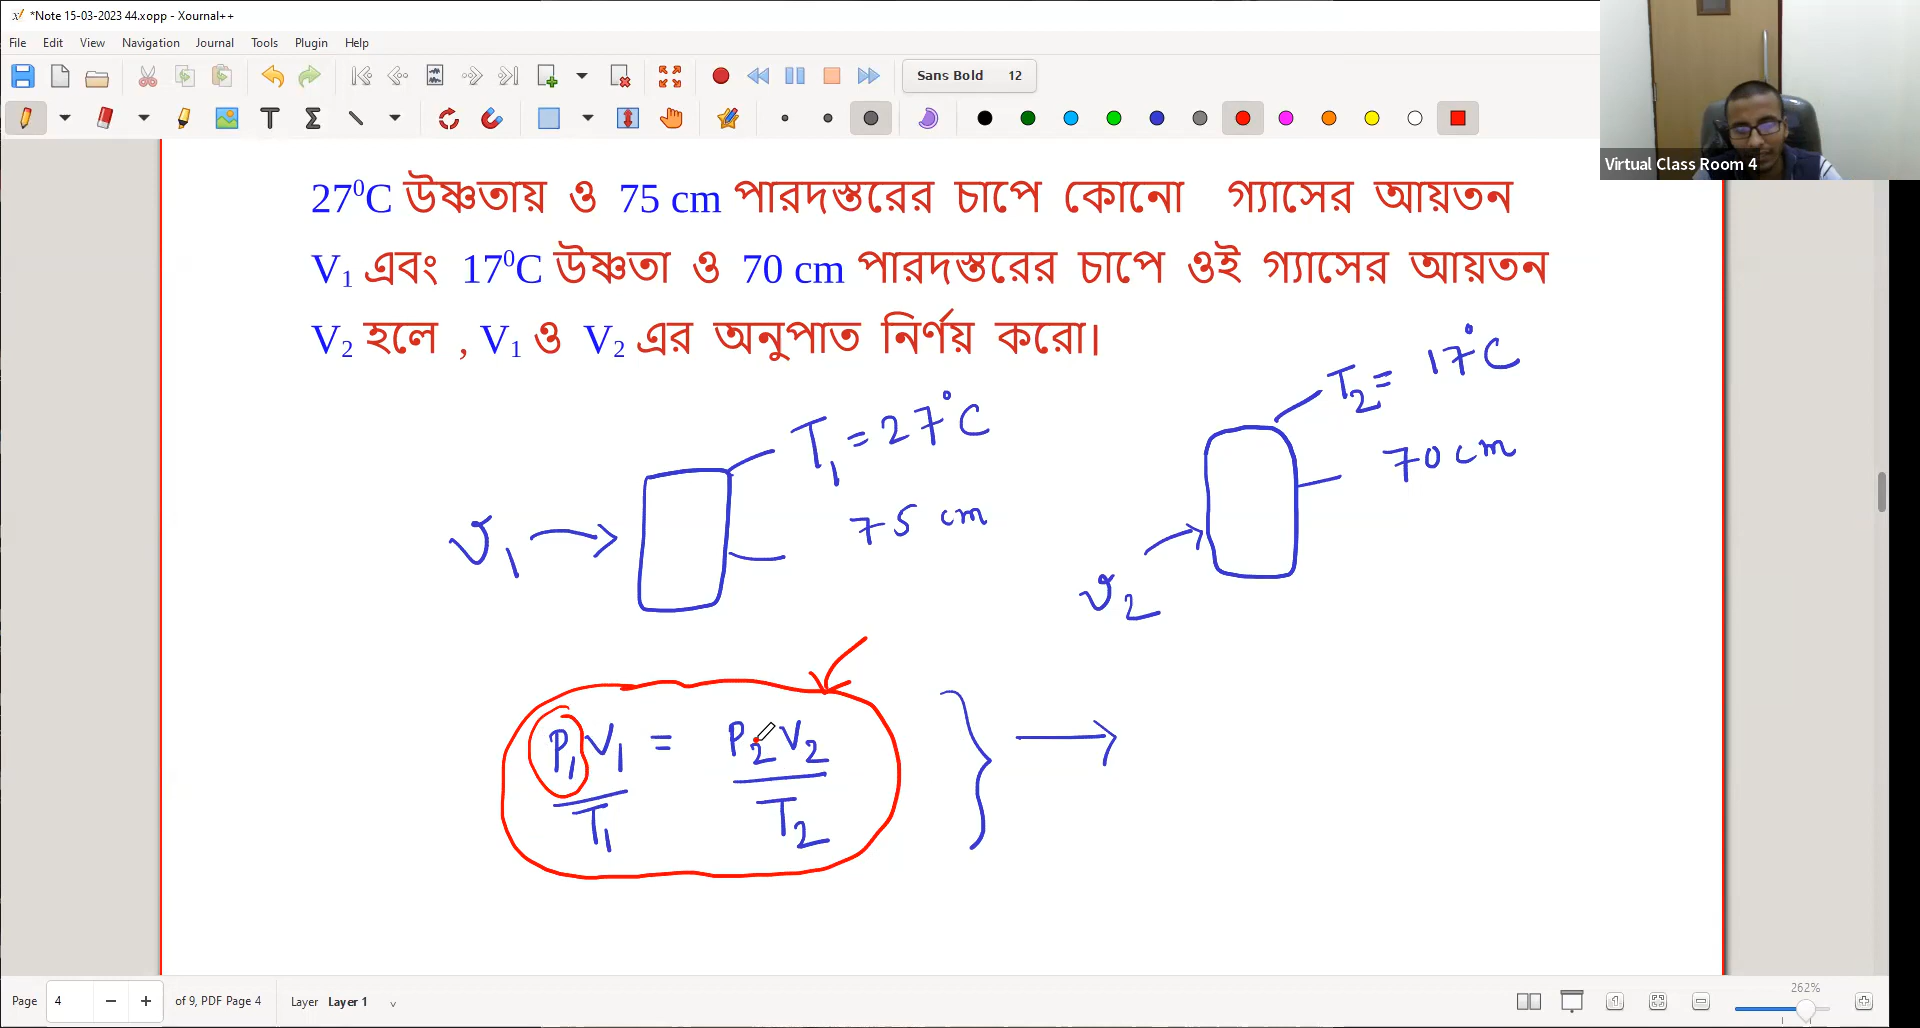 *Note 15-03-2023 44.xopp - Xournal++
File Edit View Navigation Journal Tools Plugin Help
Sans Bold 12
Virtual Class Room 4
27⁰C উষ্ণতায় ও 75 cm পারদস্তরের চাপে কোনো গ্যাসের আয়তন
V₁ এবং 17⁰C উষ্ণতা ও 70 cm পারদস্তরের চাপে ওই গ্যাসের আয়তন
V₂ হলে , V₁ ও V₂ এর অনুপাত নির্ণয় করো।
T₁ = 27°C
75 cm
V₁
T₂ = 17°C
70 cm
V₂
P₁V₁ = P₂V₂
T₁ T₂
Page 4 of 9, PDF Page 4 Layer Layer 1
262%